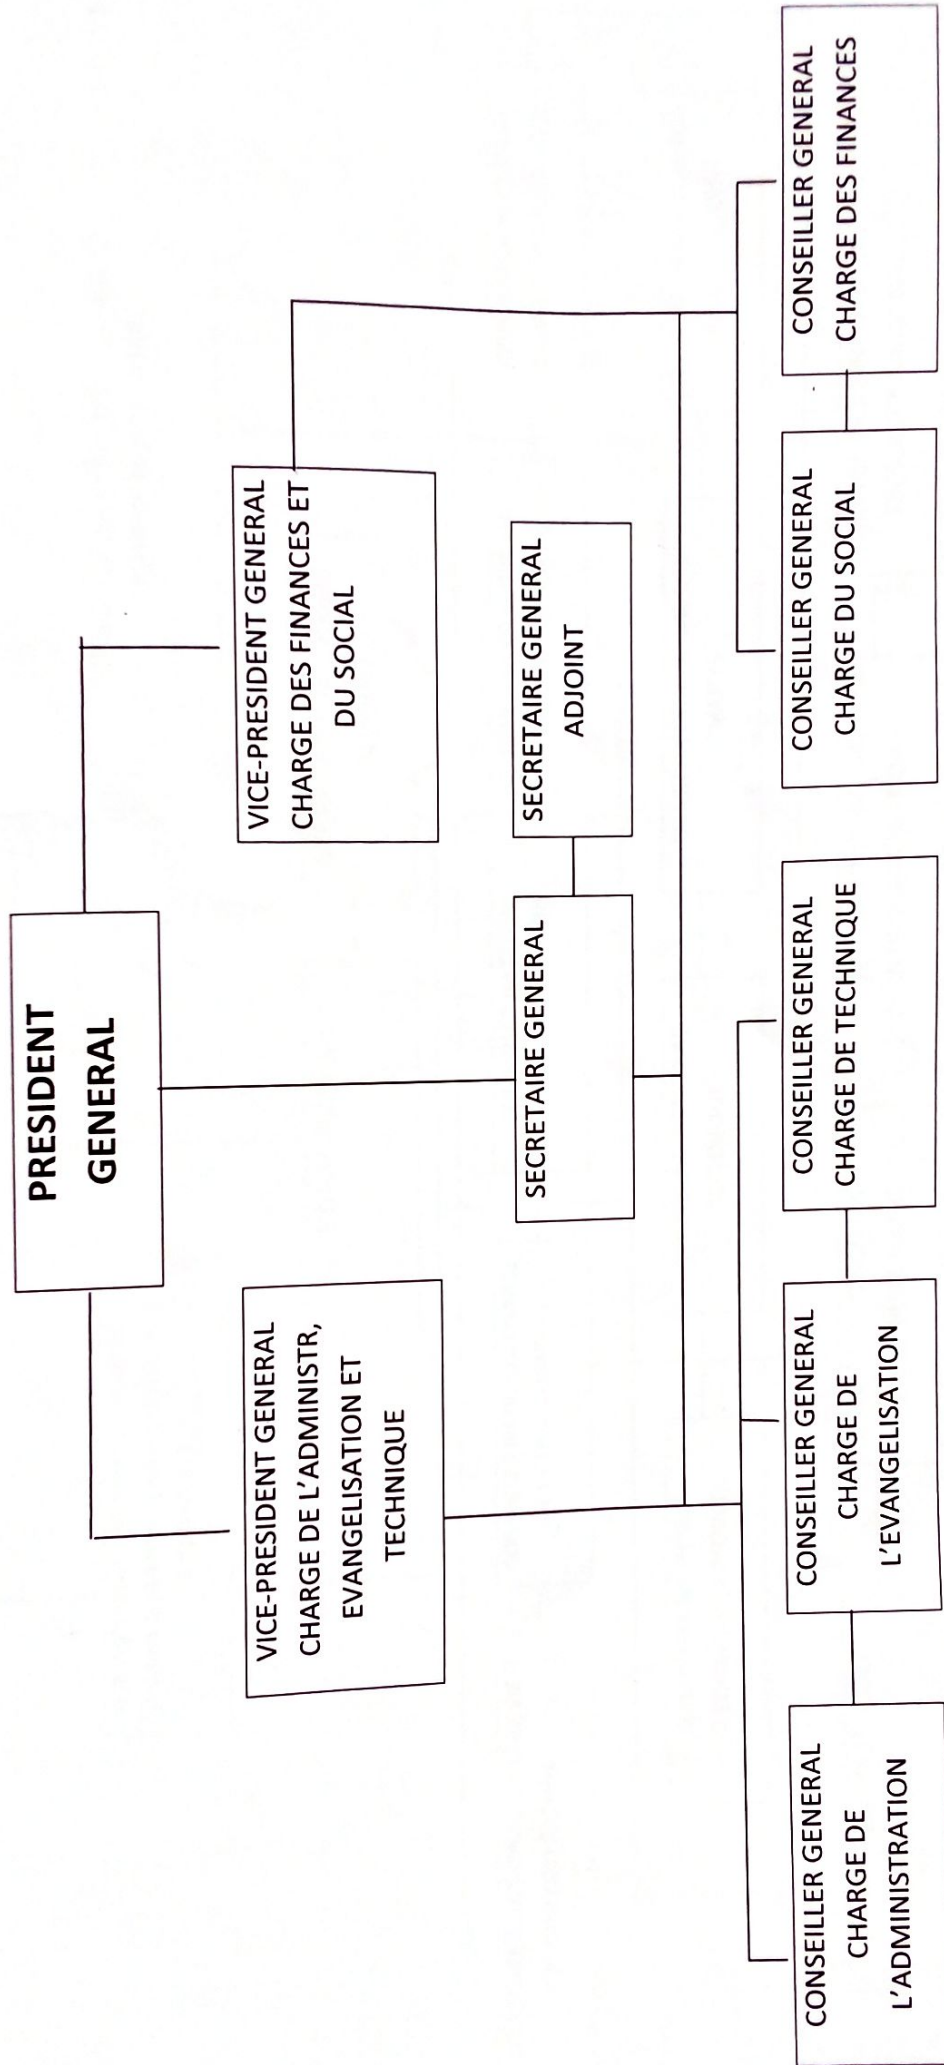 PRESIDENT
GENERAL
VICE-PRESIDENT GENERAL
CHARGE DE L'ADMINISTR,
EVANGELISATION ET
TECHNIQUE
VICE-PRESIDENT GENERAL
CHARGE DES FINANCES ET
DU SOCIAL
SECRETAIRE GENERAL
SECRETAIRE GENERAL
ADJOINT
CONSEILLER GENERAL
CHARGE DE
L'ADMINISTRATION
CONSEILLER GENERAL
CHARGE DE
L'EVANGELISATION
CONSEILLER GENERAL
CHARGE DE TECHNIQUE
CONSEILLER GENERAL
CHARGE DU SOCIAL
CONSEILLER GENERAL
CHARGE DES FINANCES